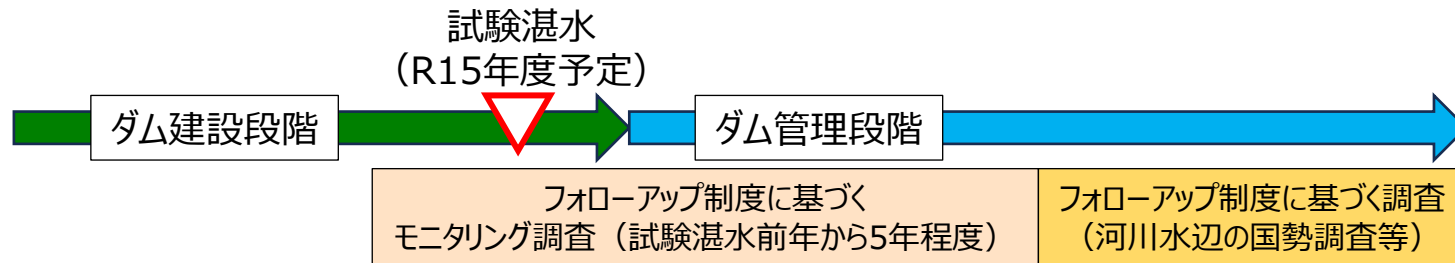 試験湛水
（R15年度予定）
ダム建設段階
ダム管理段階
フォローアップ制度に基づく
モニタリング調査（試験湛水前年から5年程度）
フォローアップ制度に基づく調査
（河川水辺の国勢調査等）